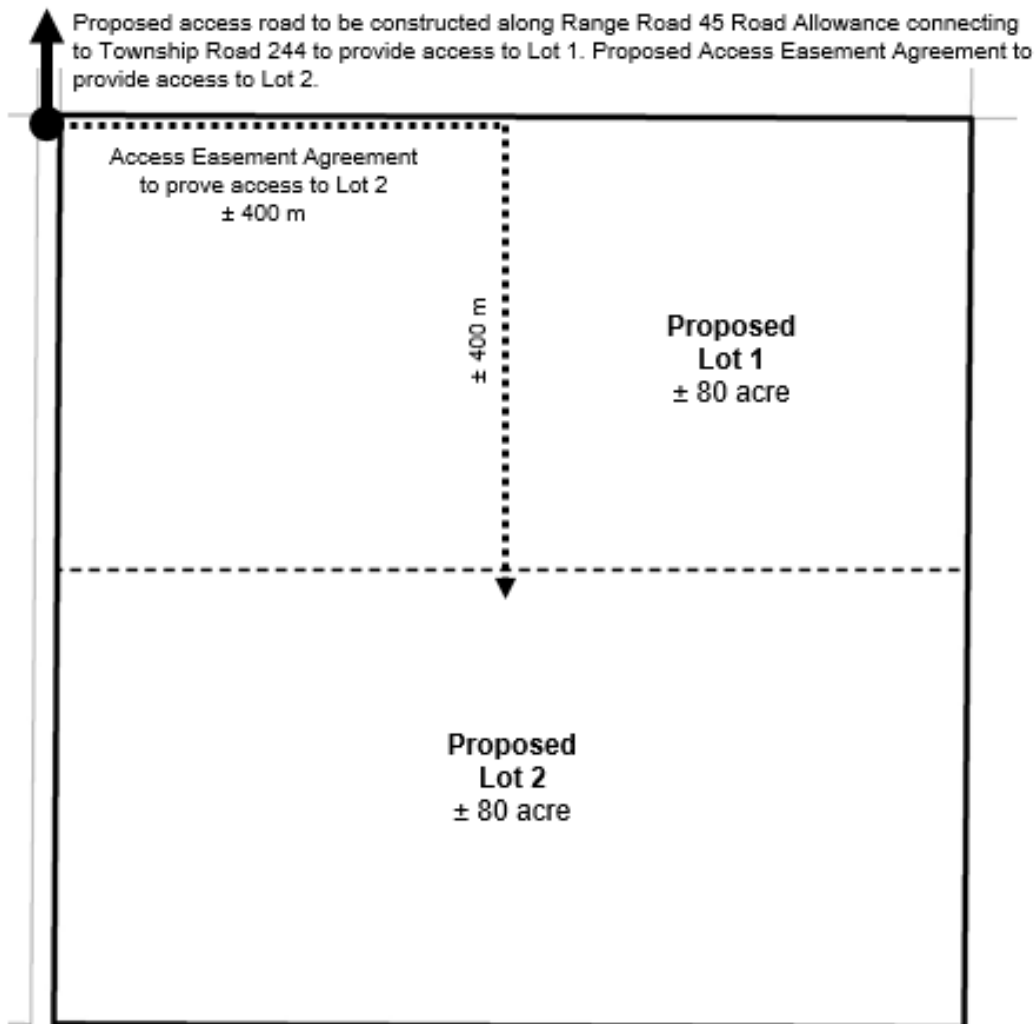 Proposed access road to be constructed along Range Road 45 Road Allowance connecting
to Township Road 244 to provide access to Lot 1. Proposed Access Easement Agreement to
provide access to Lot 2.
Access Easement Agreement
to prove access to Lot 2
± 400 m
± 400 m
Proposed
Lot 1
± 80 acre
Proposed
Lot 2
± 80 acre